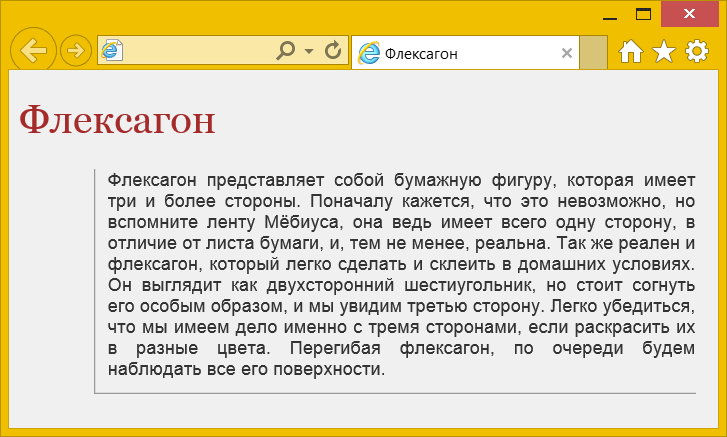 Флексагон
Флексагон
Флексагон представляет собой бумажную фигуру, которая имеет
три и более стороны. Поначалу кажется, что это невозможно, но
вспомните ленту Мёбиуса, она ведь имеет всего одну сторону, в
отличие от листа бумаги, и, тем не менее, реальна. Так же реален и
флексагон, который легко сделать и склеить в домашних условиях.
Он выглядит как двухсторонний шестиугольник, но стоит согнуть
его особым образом, и мы увидим третью сторону. Легко убедиться,
что мы имеем дело именно с тремя сторонами, если раскрасить их
в разные цвета. Перегибая флексагон, по очереди будем
наблюдать все его поверхности.